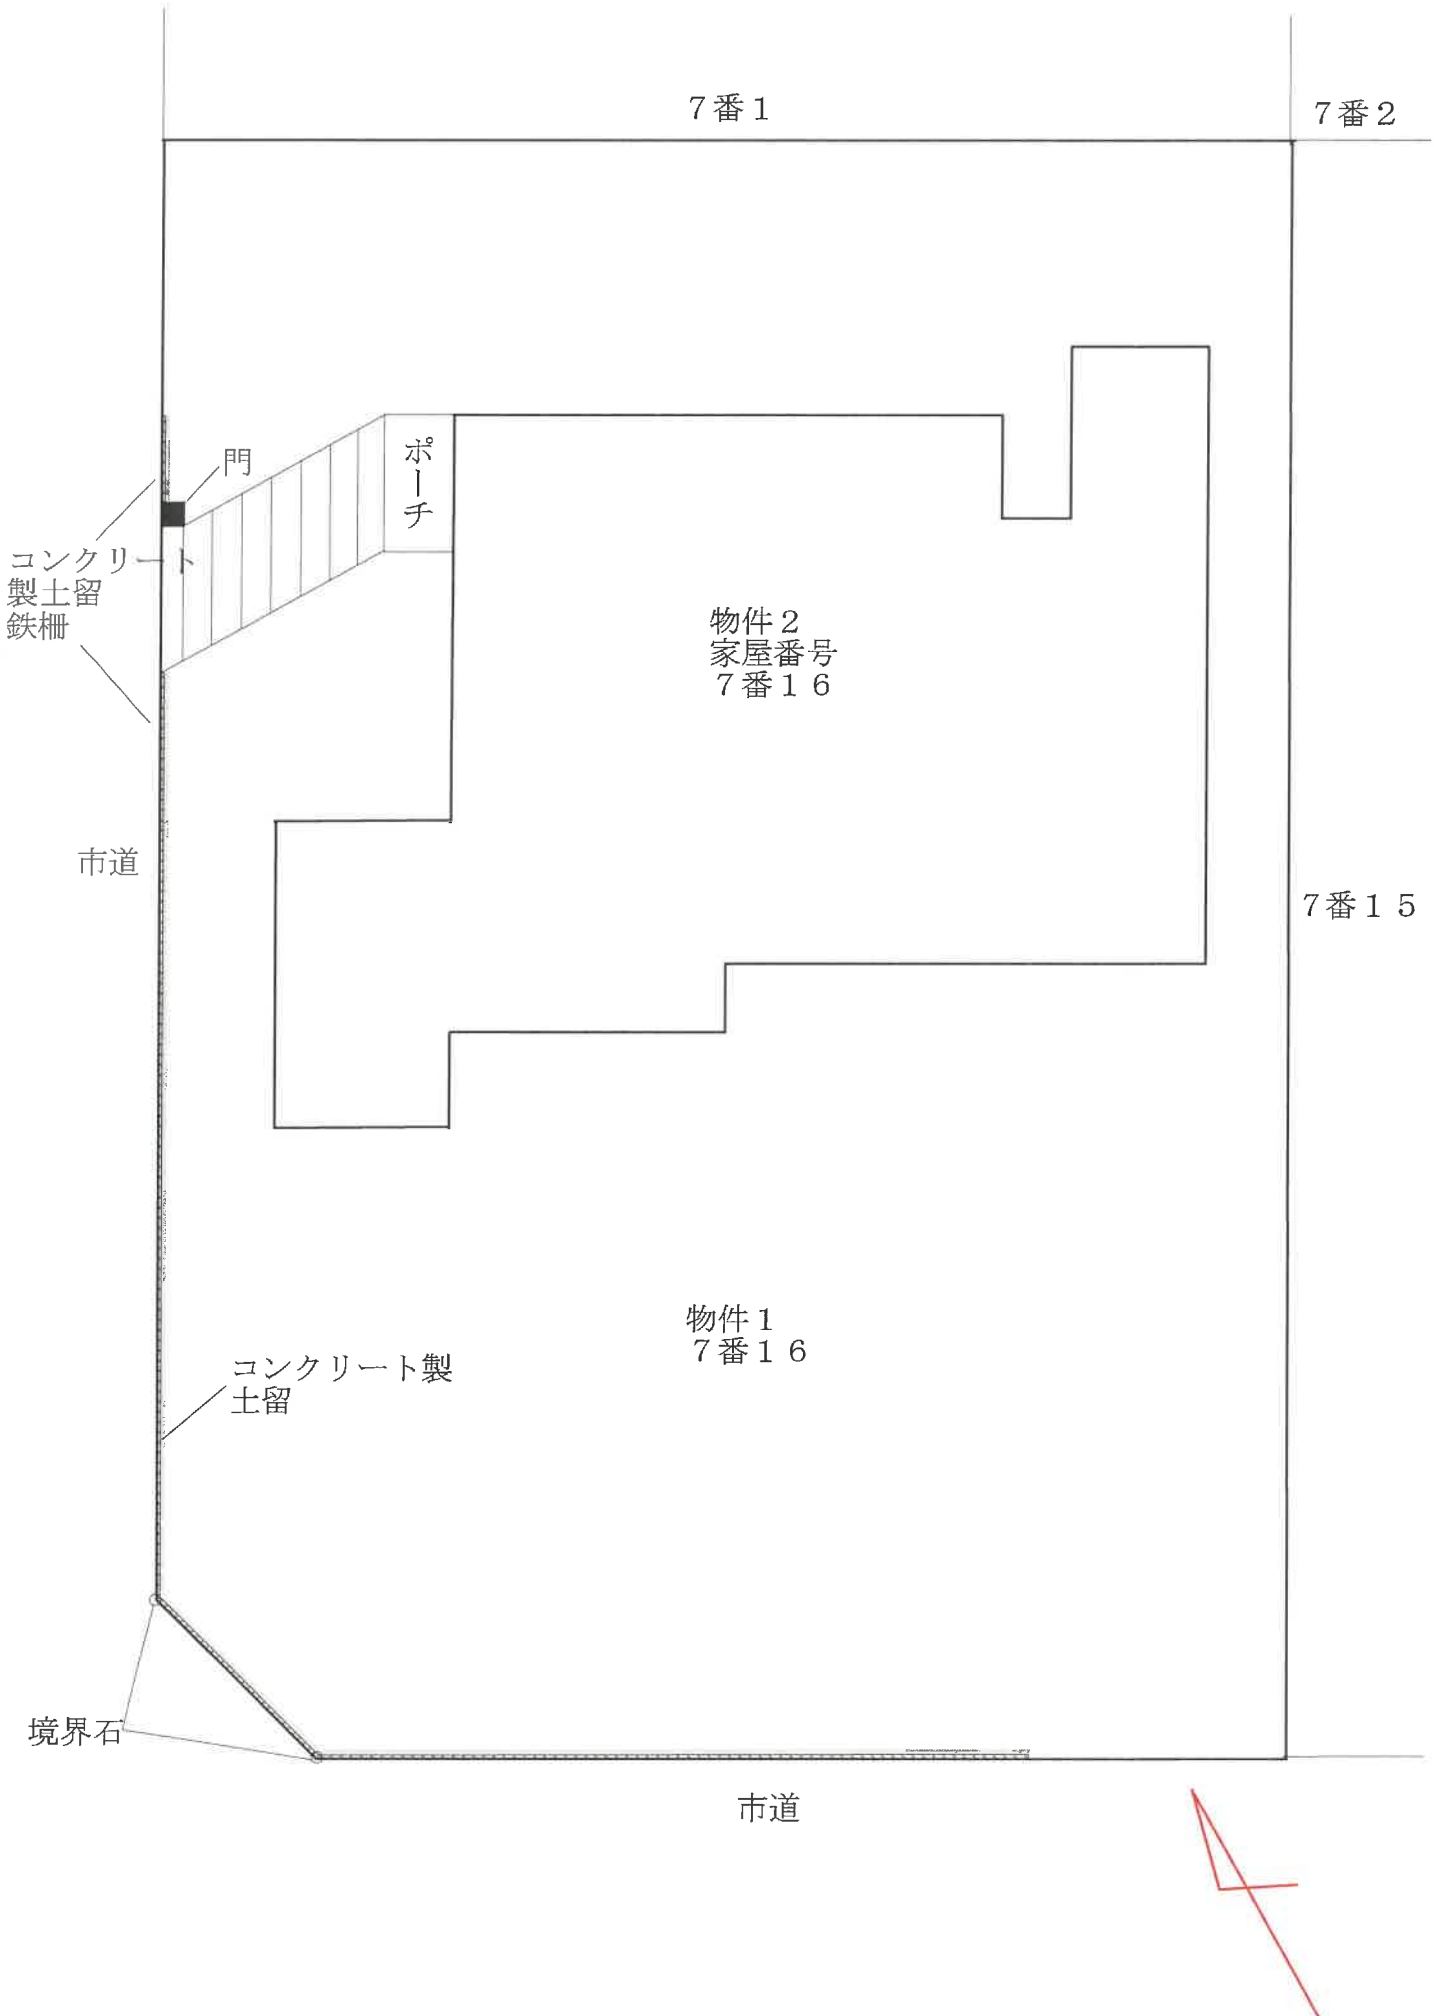 ７番１
７番２
門
ポーチ
コンクリート
製土留
鉄柵
物件２
家屋番号
７番１６
市道
７番１５
物件１
７番１６
コンクリート製
土留
境界石
市道